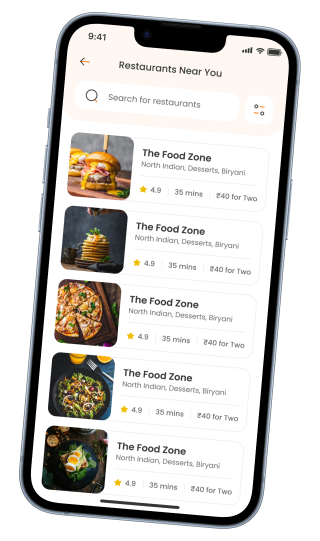 9:41
Restaurants Near You
Search for restaurants
The Food Zone
North Indian, Desserts, Biryani
4.9 35 mins ₹40 for Two
The Food Zone
North Indian, Desserts, Biryani
4.9 35 mins ₹40 for Two
The Food Zone
North Indian, Desserts, Biryani
4.9 35 mins ₹40 for Two
The Food Zone
North Indian, Desserts, Biryani
4.9 35 mins ₹40 for Two
The Food Zone
North Indian, Desserts, Biryani
4.9 35 mins ₹40 for Two